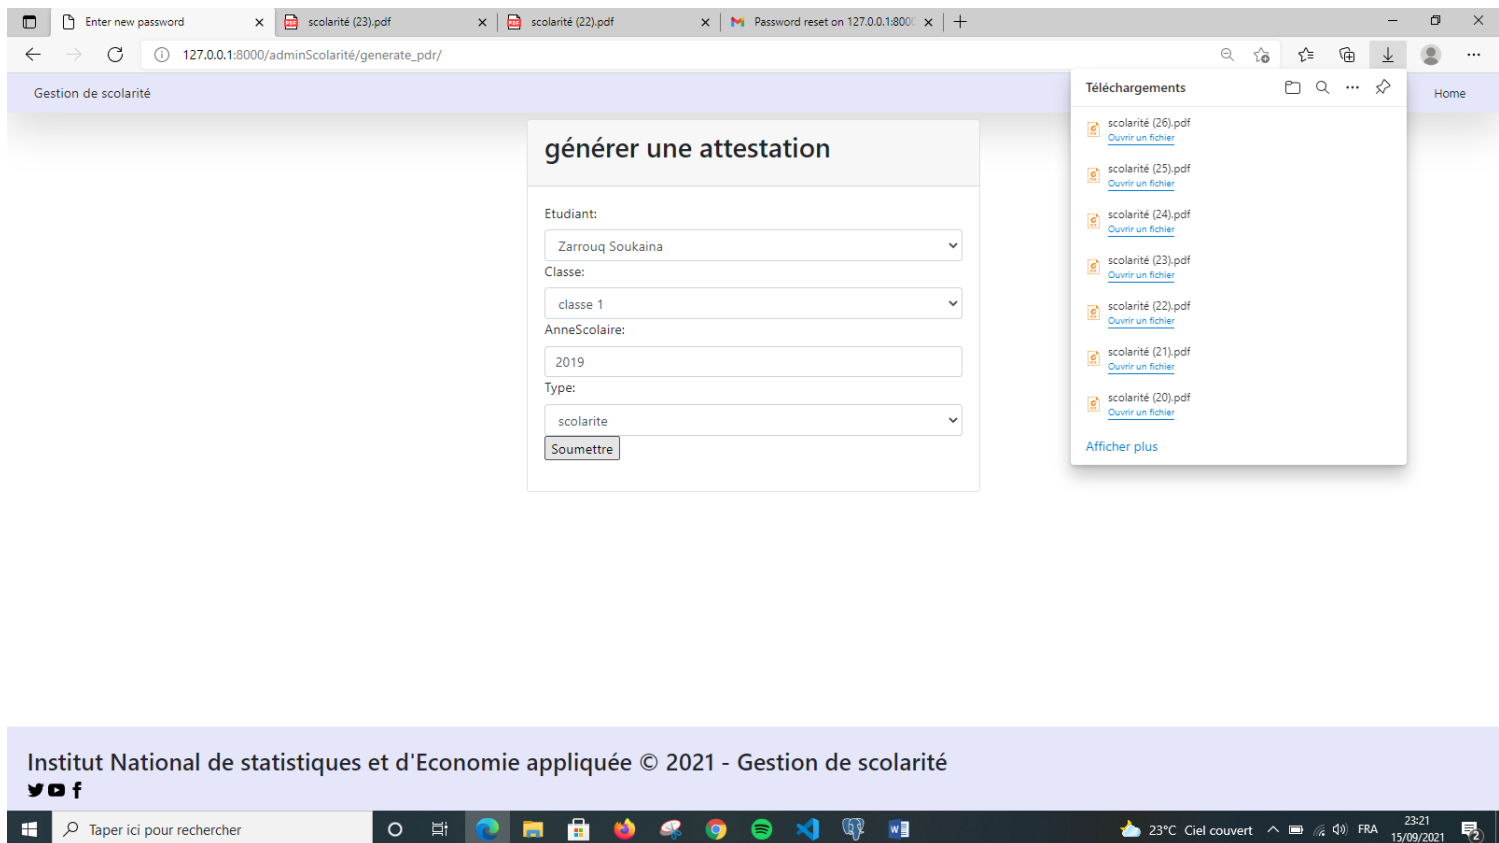 Enter new password
scolarité (23).pdf
scolarité (22).pdf
Password reset on 127.0.0.1:8000
127.0.0.1:8000/adminScolarité/generate_pdr/
Gestion de scolarité
Home
Téléchargements
scolarité (26).pdf
Ouvrir un fichier
scolarité (25).pdf
Ouvrir un fichier
scolarité (24).pdf
Ouvrir un fichier
scolarité (23).pdf
Ouvrir un fichier
scolarité (22).pdf
Ouvrir un fichier
scolarité (21).pdf
Ouvrir un fichier
scolarité (20).pdf
Ouvrir un fichier
Afficher plus
générer une attestation
Etudiant:
Zarrouq Soukaina
Classe:
classe 1
AnneScolaire:
2019
Type:
scolarite
Soumettre
Institut National de statistiques et d'Economie appliquée © 2021 - Gestion de scolarité
Taper ici pour rechercher
23°C Ciel couvert
FRA
23:21
15/09/2021
2